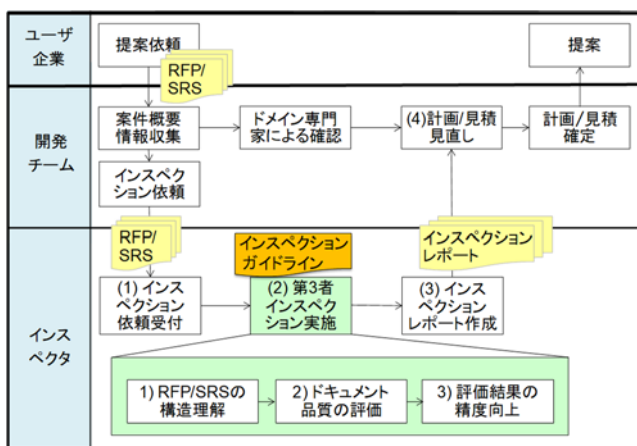 ユーザ
企業
提案依頼
RFP/
SRS
提案
開発
チーム
案件概要
情報収集
ドメイン専門
家による確認
(4)計画/見積
見直し
計画/見積
確定
インスペク
ション依頼
RFP/
SRS
インスペクション
ガイドライン
インスペクション
レポート
インス
ペクタ
(1) インス
ペクション
依頼受付
(2) 第3者
インスペ
クション実施
(3) インス
ペクション
レポート作成
1) RFP/SRSの
構造理解
2)ドキュメント
品質の評価
3) 評価結果の
精度向上